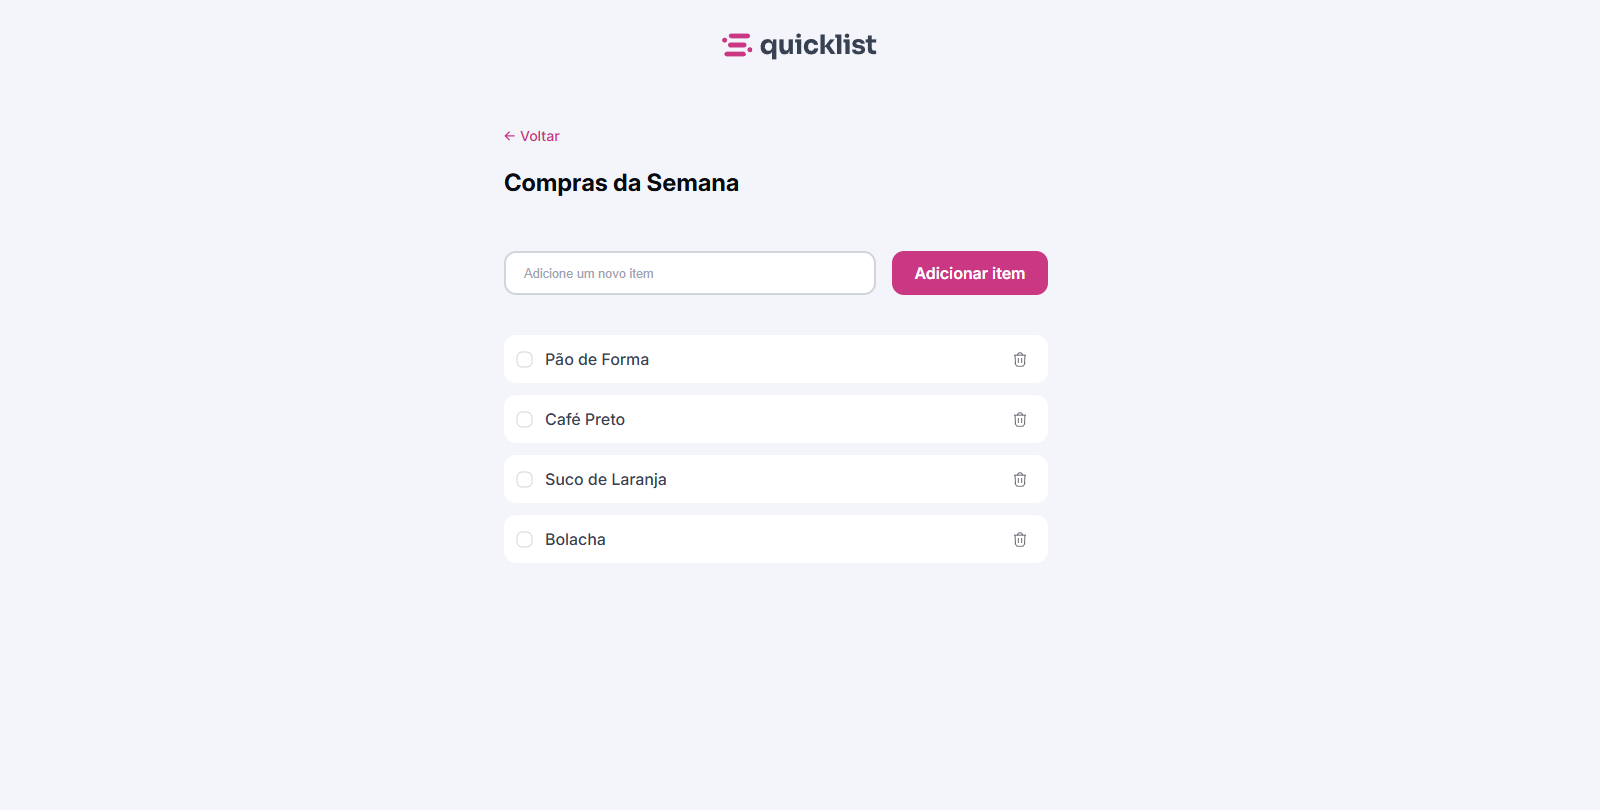 quicklist
← Voltar
Compras da Semana
Adicione um novo item
Adicionar item
Pão de Forma
Café Preto
Suco de Laranja
Bolacha